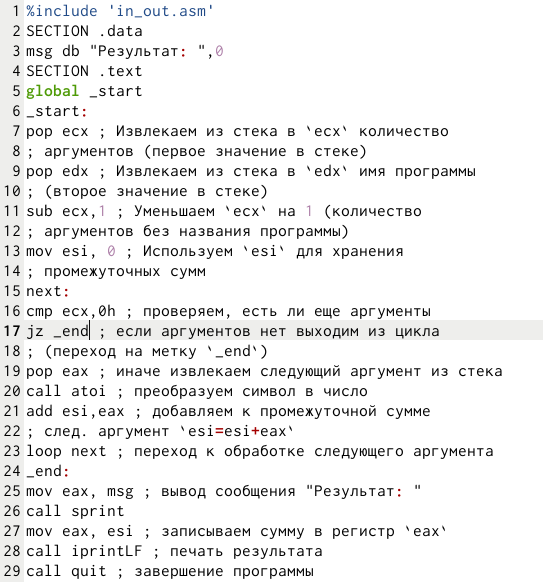 1 %include 'in_out.asm'
2 SECTION .data
3 msg db "Результат: ",0
4 SECTION .text
5 global _start
6 _start:
7 pop ecx ; Извлекаем из стека в `ecx` количество
8 ; аргументов (первое значение в стеке)
9 pop edx ; Извлекаем из стека в `edx` имя программы
10 ; (второе значение в стеке)
11 sub ecx,1 ; Уменьшаем `ecx` на 1 (количество
12 ; аргументов без названия программы)
13 mov esi, 0 ; Используем `esi` для хранения
14 ; промежуточных сумм
15 next:
16 cmp ecx,0h ; проверяем, есть ли еще аргументы
17 jz _end ; если аргументов нет выходим из цикла
18 ; (переход на метку `_end`)
19 pop eax ; иначе извлекаем следующий аргумент из стека
20 call atoi ; преобразуем символ в число
21 add esi,eax ; добавляем к промежуточной сумме
22 ; след. аргумент `esi=esi+eax`
23 loop next ; переход к обработке следующего аргумента
24 _end:
25 mov eax, msg ; вывод сообщения "Результат: "
26 call sprint
27 mov eax, esi ; записываем сумму в регистр `eax`
28 call iprintLF ; печать результата
29 call quit ; завершение программы